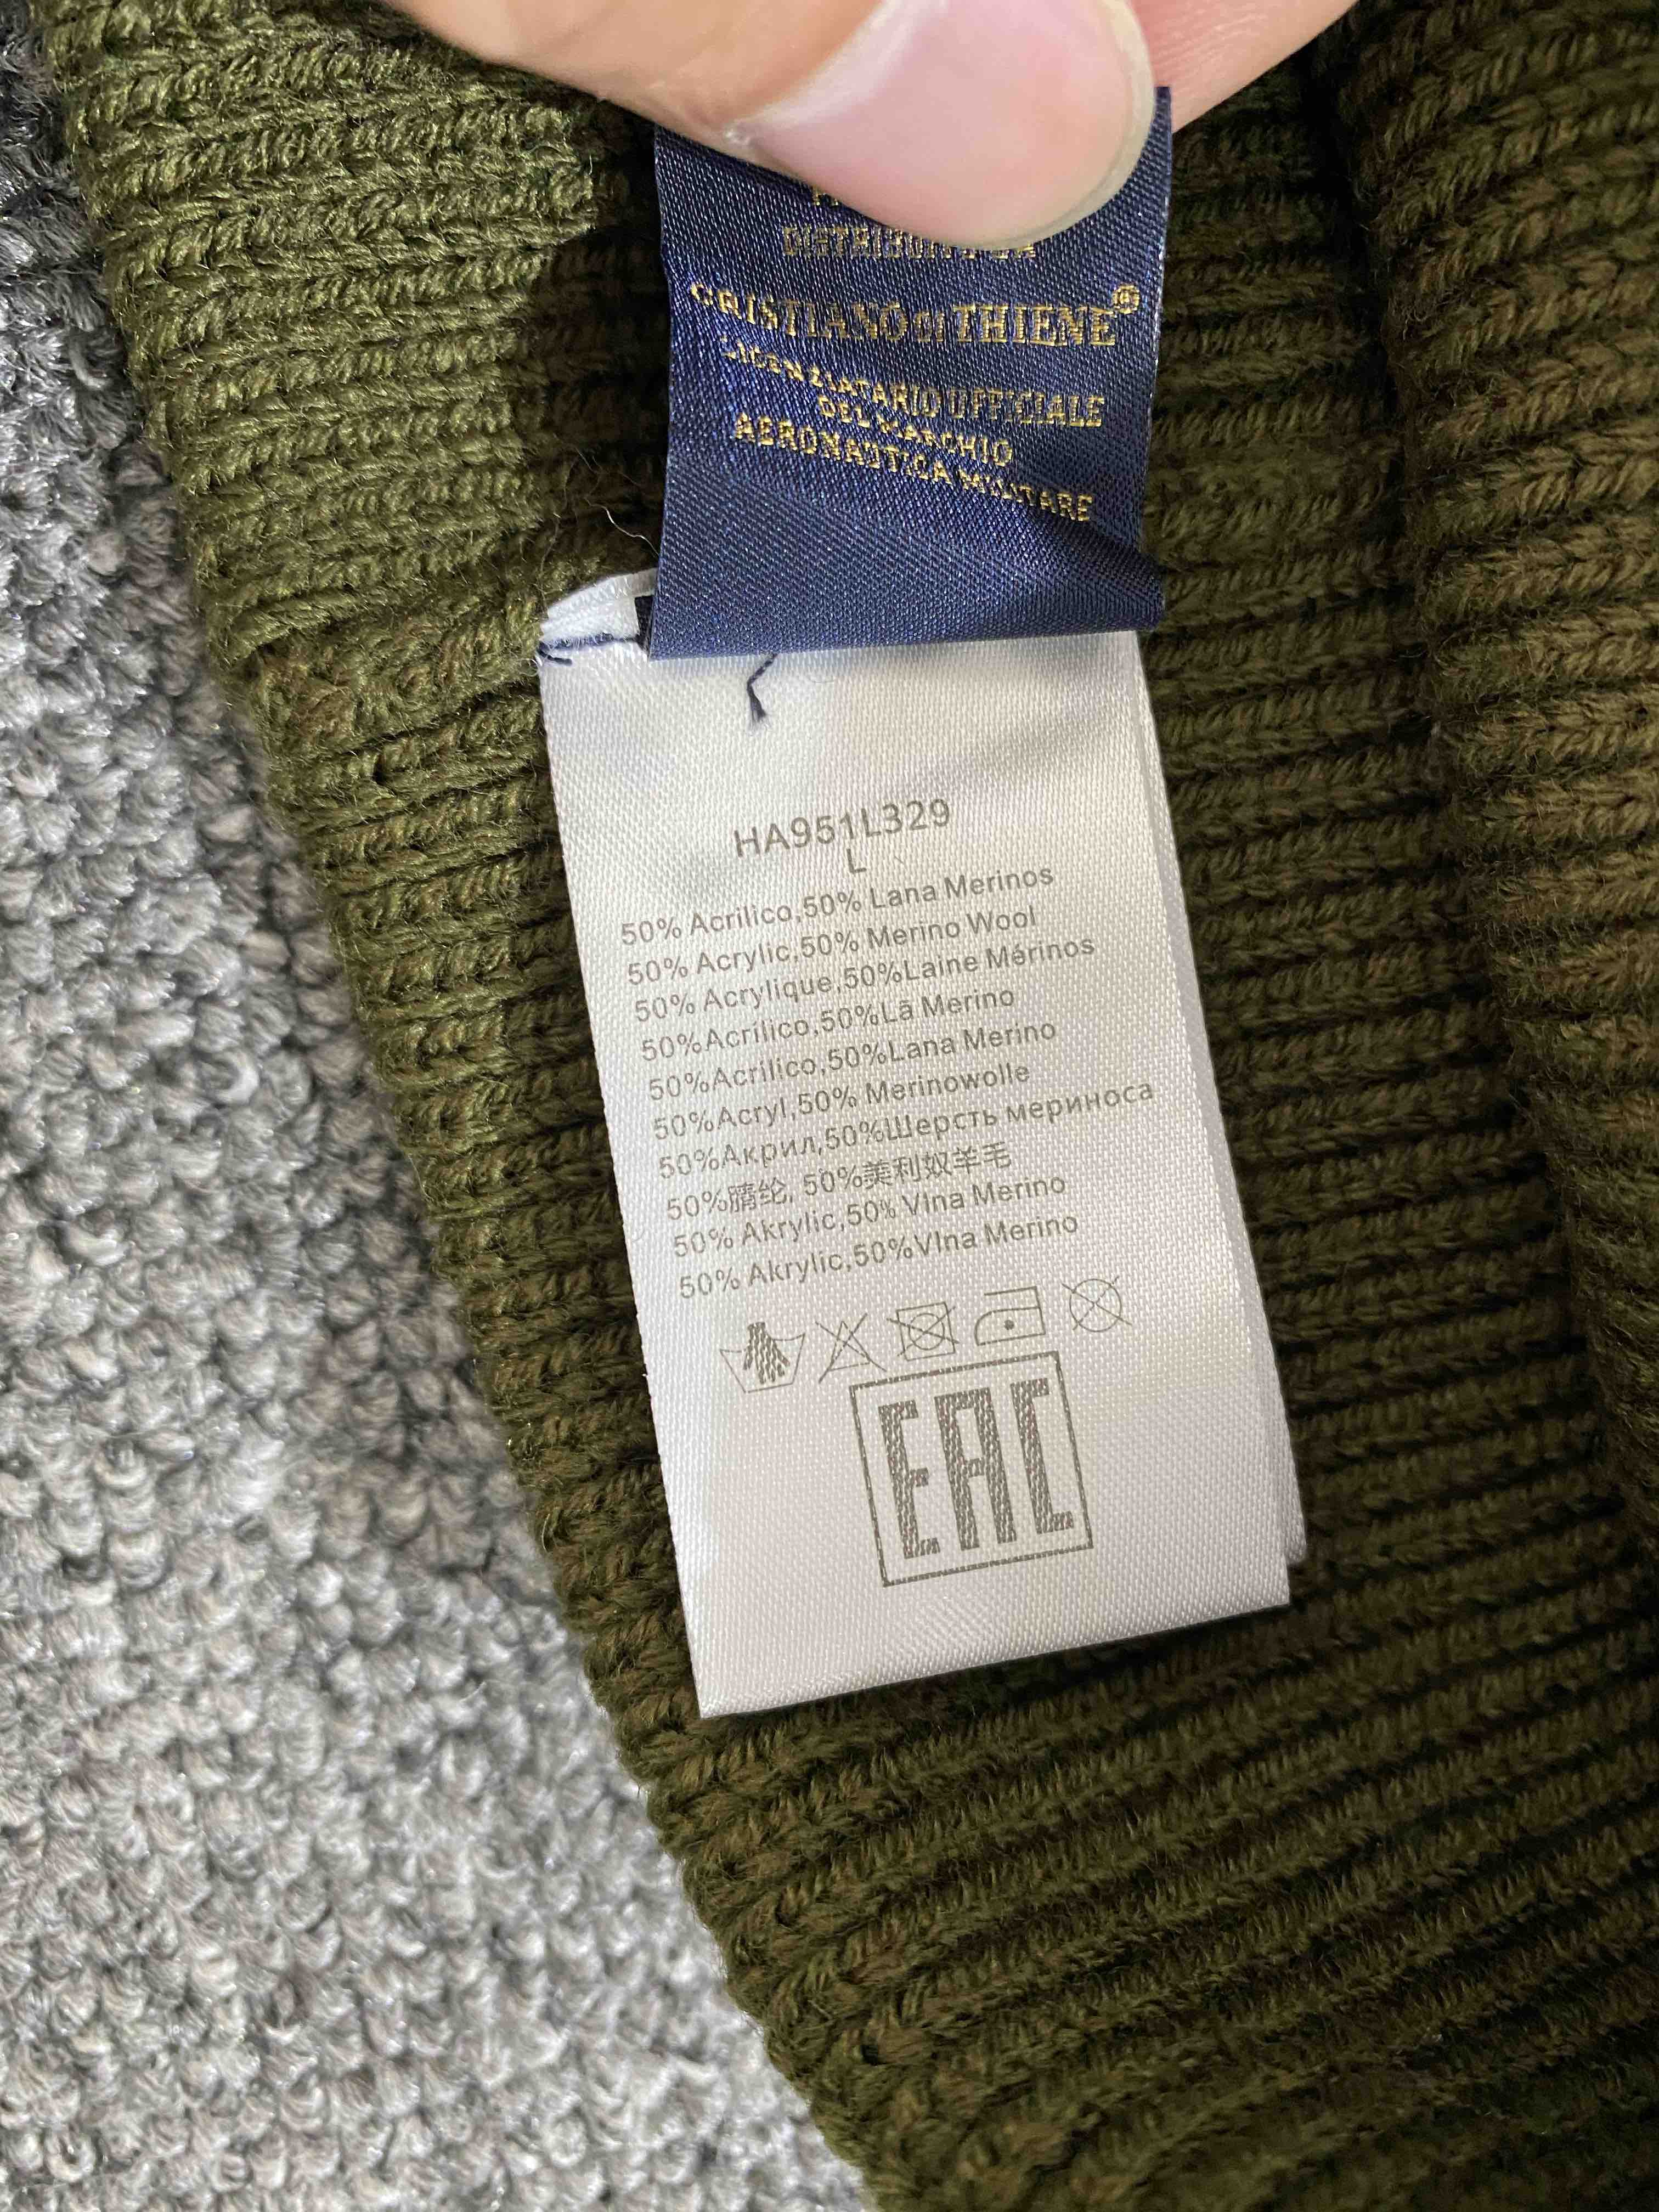 DISTRIBUITO DA
CRISTIANO DI THIENE®
LICENZIATARIO UFFICIALE
DEL MARCHIO
AERONAUTICA MILITARE
HA951L329
L
50% Acrilico,50% Lana Merinos
50% Acrylic,50% Merino Wool
50% Acrylique,50%Laine Mérinos
50%Acrílico,50%Lã Merino
50%Acrílico,50%Lana Merino
50%Acryl,50% Merinowolle
50%Акрил,50%Шерсть мериноса
50%腈纶, 50%美利奴羊毛
50% Akrylic,50% Vlna Merino
50% Akrylic,50%Vlna Merino
EAC